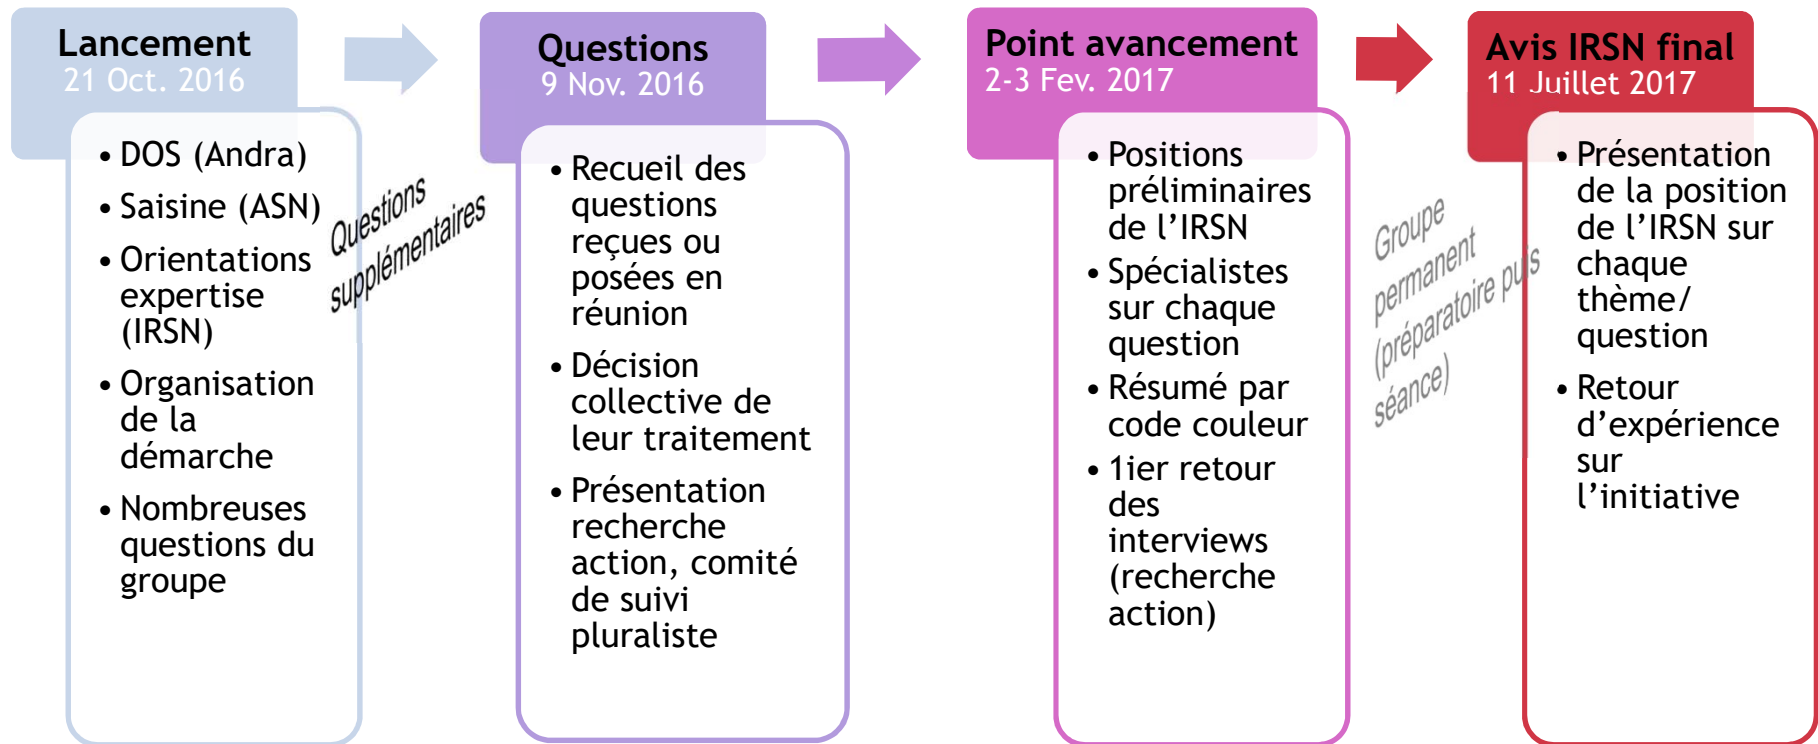 Lancement
21 Oct. 2016
• DOS (Andra)
• Saisine (ASN)
• Orientations
expertise
(IRSN)
• Organisation
de la
démarche
• Nombreuses
questions du
groupe
Questions
supplémentaires
Questions
9 Nov. 2016
• Recueil des
questions
reçues ou
posées en
réunion
• Décision
collective de
leur traitement
• Présentation
recherche
action, comité
de suivi
pluraliste
Point avancement
2-3 Fev. 2017
• Positions
préliminaires
de l’IRSN
• Spécialistes
sur chaque
question
• Résumé par
code couleur
• 1ier retour
des
interviews
(recherche
action)
Groupe
permanent
(préparatoire puis
séance)
Avis IRSN final
11 Juillet 2017
• Présentation
de la position
de l’IRSN sur
chaque
thème/
question
• Retour
d’expérience
sur
l’initiative